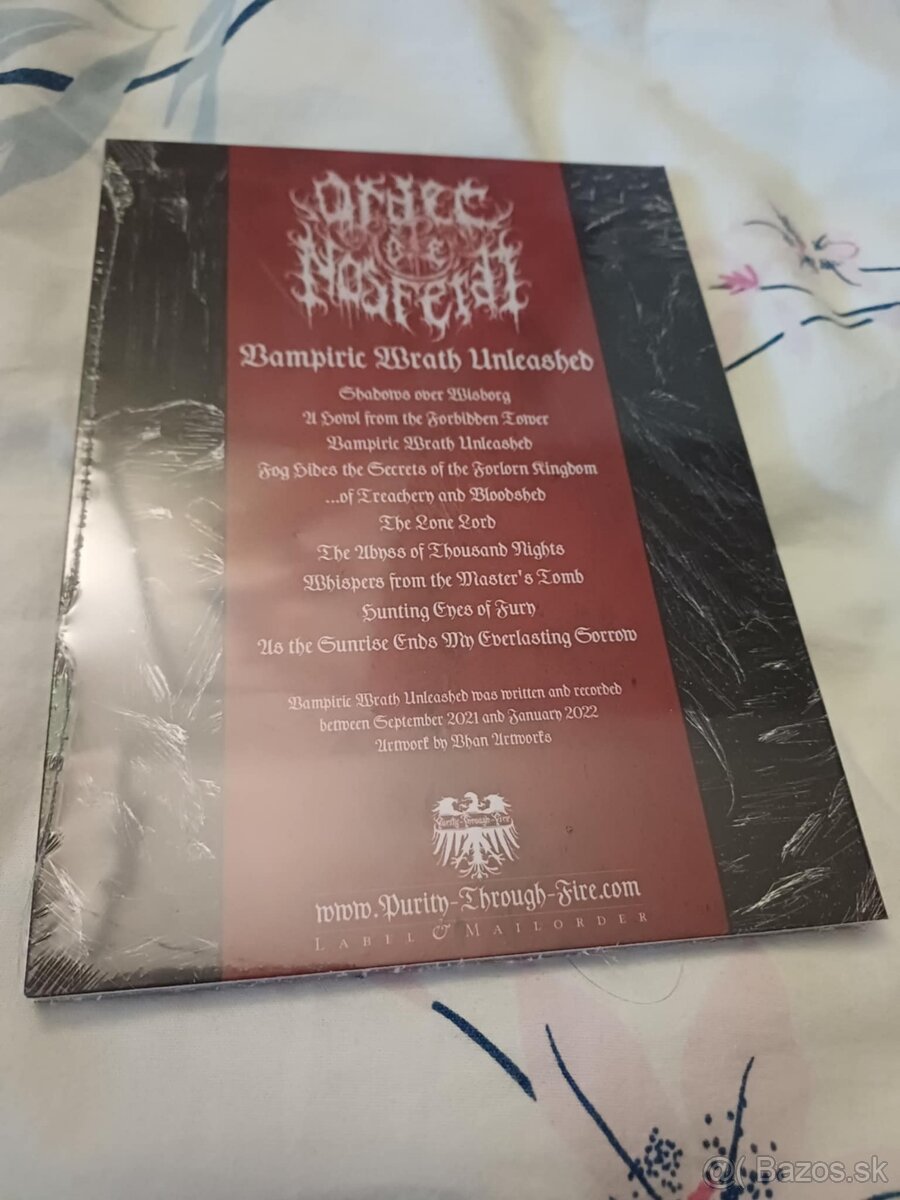 Order
of
Nosferat
Vampiric Wrath Unleashed
Shadows over Wisborg
A Howl from the Forbidden Tower
Vampiric Wrath Unleashed
Fog Hides the Secrets of the Forlorn Kingdom
...of Treachery and Bloodshed
The Lone Lord
The Abyss of Thousand Nights
Whispers from the Master's Tomb
Hunting Eyes of Fury
As the Sunrise Ends My Everlasting Sorrow
Vampiric Wrath Unleashed was written and recorded
between September 2021 and January 2022
Artwork by Vhan Artworks
Purity-Through-Fire
www.Purity-Through-Fire.com
Label & Mailorder
Bazos.sk